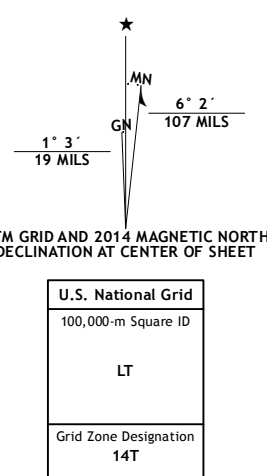 ★
MN
GN
1° 3´
19 MILS
6° 2´
107 MILS
TM GRID AND 2014 MAGNETIC NORTH
DECLINATION AT CENTER OF SHEET
U.S. National Grid
100,000-m Square ID
LT
Grid Zone Designation
14T